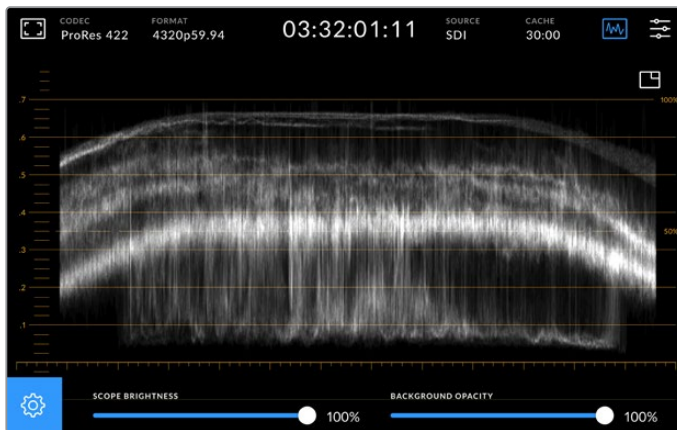 CODEC
ProRes 422
FORMAT
4320p59.94
03:32:01:11
SOURCE
SDI
CACHE
30:00
.7
100%
.6
.5
.4
50%
.3
.2
.1
SCOPE BRIGHTNESS
100%
BACKGROUND OPACITY
100%